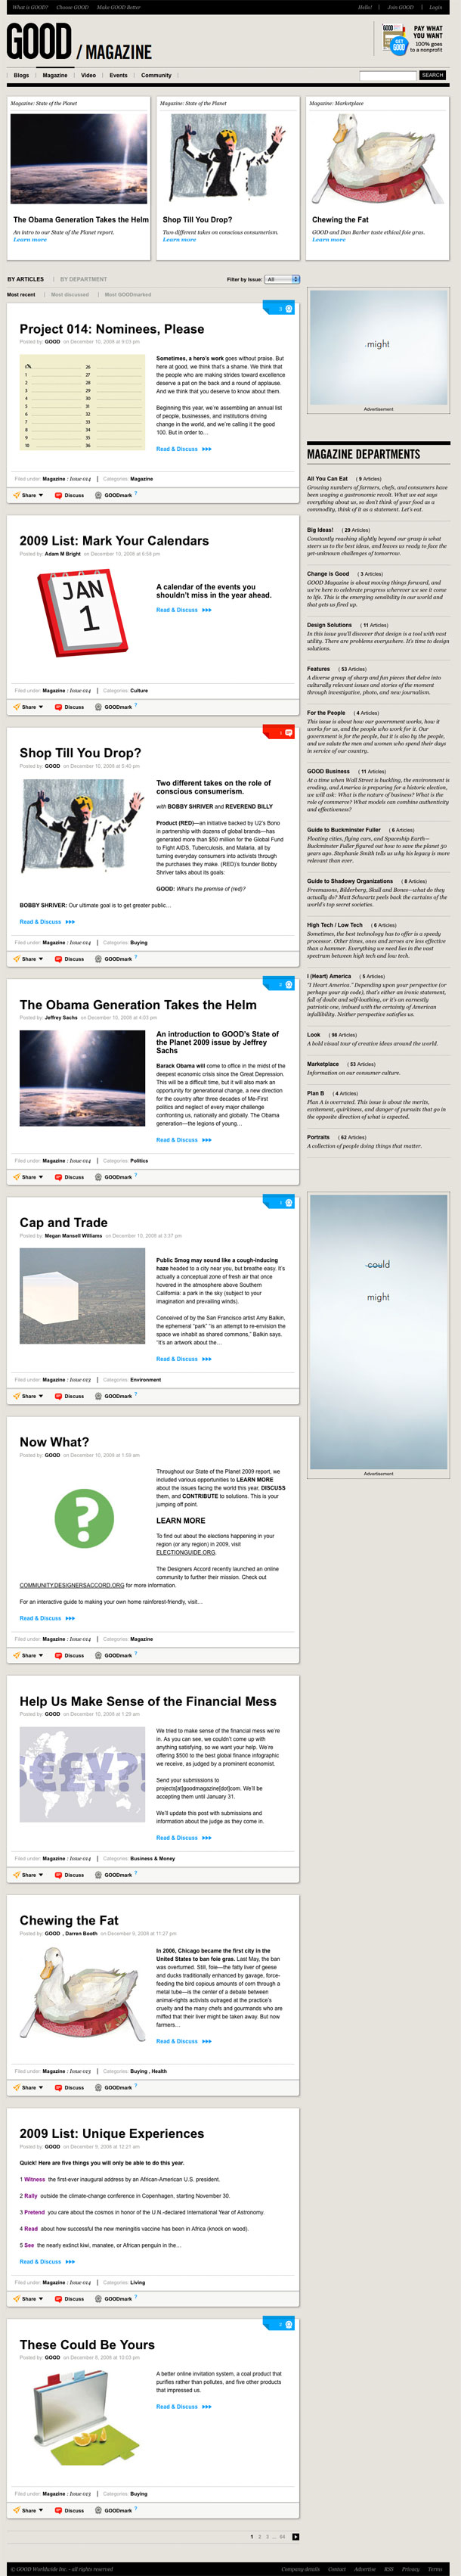 What is GOOD? Choose GOOD Make GOOD Better
Hello! Join GOOD Login
GOOD / MAGAZINE
PAY WHAT
YOU WANT
100% goes
to a nonprofit
GET GOOD
Blogs Magazine Video Events Community
SEARCH
Magazine: State of the Planet
The Obama Generation Takes the Helm
An intro to our State of the Planet report.
Learn more
Magazine: State of the Planet
Shop Till You Drop?
Two different takes on conscious consumerism.
Learn more
Magazine: Marketplace
Chewing the Fat
GOOD and Dan Barber taste ethical foie gras.
Learn more
BY ARTICLES BY DEPARTMENT
Filter by Issue: All
Most recent Most discussed Most GOODmarked
Project 014: Nominees, Please
Posted by: GOOD on December 10, 2008 at 9:03 pm
Sometimes, a hero's work goes without praise. But
here at good, we think that's a shame. We think that
the people who are making strides toward excellence
deserve a pat on the back and a round of applause.
And we think that you deserve to know about them.
Beginning this year, we're assembling an annual list
of people, businesses, and institutions driving
change in the world, and we're calling it the good
100. But in order to…
Read & Discuss
Filed under: Magazine : Issue 014 Categories: Magazine
Share Discuss GOODmark ?
2009 List: Mark Your Calendars
Posted by: Adam M Bright on December 10, 2008 at 8:59 pm
JAN
1
A calendar of the events you
shouldn't miss in the year ahead.
Read & Discuss
Filed under: Magazine : Issue 014 Categories: Culture
Share Discuss GOODmark ?
Shop Till You Drop?
Posted by: GOOD on December 10, 2008 at 5:40 pm
Two different takes on the role of
conscious consumerism.
with BOBBY SHRIVER and REVEREND BILLY
Product (RED)—an initiative backed by U2's Bono
in partnership with dozens of global brands—has
generated more than $50 million for the Global Fund
to Fight AIDS, Tuberculosis, and Malaria, all by
turning everyday consumers into activists through
the purchases they make. (RED)'s founder Bobby
Shriver talks about its goals:
GOOD: What's the premise of (red)?
BOBBY SHRIVER: Our ultimate goal is to get greater public…
Read & Discuss
Filed under: Magazine : Issue 014 Categories: Buying
Share Discuss GOODmark ?
The Obama Generation Takes the Helm
Posted by: Jeffrey Sachs on December 10, 2008 at 4:03 pm
An introduction to GOOD's State of
the Planet 2009 issue by Jeffrey
Sachs
Barack Obama will come to office in the midst of the
deepest economic crisis since the Great Depression.
This will be a difficult time, but it will also mark an
opportunity for generational change, a new direction
for the country after three decades of Me-First
politics and neglect of every major challenge
confronting us, nationally and globally. The Obama
generation—the legions of young…
Read & Discuss
Filed under: Magazine : Issue 014 Categories: Politics
Share Discuss GOODmark ?
Cap and Trade
Posted by: Megan Mansell Williams on December 10, 2008 at 2:37 pm
Public Smog may sound like a cough-inducing
haze headed to a city near you, but breathe easy. It's
actually a conceptual zone of fresh air that once
hovered in the atmosphere above Southern
California: a park in the sky (subject to your
imagination and prevailing winds).
Conceived of by the San Francisco artist Amy Balkin,
the ephemeral "park" "is an attempt to re-envision the
space we inhabit as shared commons," Balkin says.
"It's an artwork about the…
Read & Discuss
Filed under: Magazine : Issue 013 Categories: Environment
Share Discuss GOODmark ?
Now What?
Posted by: GOOD on December 10, 2008 at 1:59 am
Throughout our State of the Planet 2009 report, we
included various opportunities to LEARN MORE
about the issues facing the world this year, DISCUSS
them, and CONTRIBUTE to solutions. This is your
jumping off point.
LEARN MORE
To find out about the elections happening in your
region (or any region) in 2009, visit
ELECTIONGUIDE.ORG.
The Designers Accord recently launched an online
community to further their mission. Check out
COMMUNITY.DESIGNERSACCORD.ORG for more information.
For an interactive guide to making your own home rainforest-friendly, visit…
Read & Discuss
Filed under: Magazine : Issue 014 Categories: Magazine
Share Discuss GOODmark ?
Help Us Make Sense of the Financial Mess
Posted by: GOOD on December 10, 2008 at 1:29 am
We tried to make sense of the financial mess we're
in. As you can see, we couldn't come up with
anything satisfying, so we want your help. We're
offering $500 to the best global finance infographic
we receive, as judged by a prominent economist.
Send your submissions to
projects[at]goodmagazine[dot]com. We'll be
accepting them until January 31.
We'll update this post with submissions and
information about the judge as they come in.
Read & Discuss
Filed under: Magazine : Issue 014 Categories: Business & Money
Share Discuss GOODmark ?
Chewing the Fat
Posted by: GOOD , Darren Booth on December 9, 2008 at 11:27 pm
In 2006, Chicago became the first city in the
United States to ban foie gras. Last May, the ban
was overturned. Still, foie—the fatty liver of geese
and ducks traditionally enhanced by gavage, force-
feeding the bird copious amounts of corn through a
metal tube—is the center of a debate between
animal-rights activists outraged at the practice's
cruelty and the many chefs and gourmands who are
miffed that their liver might be taken away. But now
farmers…
Read & Discuss
Filed under: Magazine : Issue 013 Categories: Buying , Health
Share Discuss GOODmark ?
2009 List: Unique Experiences
Posted by: GOOD on December 9, 2008 at 12:21 am
Quick! Here are five things you will only be able to do this year.
1 Witness the first-ever inaugural address by an African-American U.S. president.
2 Rally outside the climate-change conference in Copenhagen, starting November 30.
3 Pretend you care about the cosmos in honor of the U.N.-declared International Year of Astronomy.
4 Read about how successful the new meningitis vaccine has been in Africa (knock on wood).
5 See the nearly extinct kiwi, manatee, or African penguin in the…
Read & Discuss
Filed under: Magazine : Issue 014 Categories: Living
Share Discuss GOODmark ?
These Could Be Yours
Posted by: GOOD on December 8, 2008 at 10:03 pm
A better online invitation system, a coal product that
purifies rather than pollutes, and five other products
that impressed us.
Read & Discuss
Filed under: Magazine : Issue 013 Categories: Buying
Share Discuss GOODmark ?
1 2 3 ... 64
might
Advertisement
MAGAZINE DEPARTMENTS
All You Can Eat ( 9 Articles)
Growing numbers of farmers, chefs, and consumers have
been waging a gastronomic revolt. What we eat says
everything about us, so don't think of your food as a
commodity, think of it as a statement. Let's eat.
Big Ideas! ( 29 Articles)
Constantly reaching slightly beyond our grasp is what
steers us to the best ideas, and leaves us ready to face the
yet-unknown challenges of tomorrow.
Change is Good ( 3 Articles)
GOOD Magazine is about moving things forward, and
we're here to celebrate progress wherever we see it come
to life. This is the emerging sensibility in our world and
that gets us fired up.
Design Solutions ( 11 Articles)
In this issue you'll discover that design is a tool with vast
utility. There are problems everywhere. It's time to design
solutions.
Features ( 53 Articles)
A diverse group of sharp and fun pieces that delve into
culturally relevant issues and stories of the moment
through investigative, photo, and new journalism.
For the People ( 4 Articles)
This issue is about how our government works, how it
works for us, and the people who work for it. Our
government is for the people, but it is also by the people,
and we salute the men and women who spend their days
in service of our country.
GOOD Business ( 11 Articles)
At a time when Wall Street is buckling, the environment is
eroding, and America is preparing for a historic election,
we still ask: What is the nature of business? What is the
role of commerce? What models can combine authenticity
and effectiveness?
Guide to Buckminster Fuller ( 6 Articles)
Floating cities, flying cars, and Spaceship Earth—
Buckminster Fuller figured out how to save the planet 50
years ago. Stephanie Smith tells us why his legacy is more
relevant than ever.
Guide to Shadowy Organizations ( 8 Articles)
Freemasons, Bilderberg, Skull and Bones—what do they
actually do? Matt Schwartz peels back the curtains of the
world's top secret societies.
High Tech / Low Tech ( 6 Articles)
Sometimes, the best technology has to offer is a speedy
processor. Other times, vines and arrows are less effective
than a hammer. Everything we need lies in the vast
spectrum between high tech and low tech.
I (Heart) America ( 5 Articles)
"I Heart America." Depending upon your perspective (or
perhaps your zip code), that's either an ironic statement,
full of doubt and self-loathing, or it's an earnestly
patriotic one, imbued with the certainty of American
infallibility. Neither perspective satisfies us.
Look ( 98 Articles)
A bold visual tour of creative ideas around the world.
Marketplace ( 53 Articles)
Information on our consumer culture.
Plan B ( 4 Articles)
Plan A is overrated. This issue is about the merits,
excitement, quirkiness, and danger of pursuits that go in
the opposite direction of what is expected.
Portraits ( 62 Articles)
A collection of people doing things that matter.
could
might
Advertisement
© GOOD Worldwide Inc. - all rights reserved
Company details Contact Advertise RSS Privacy Terms